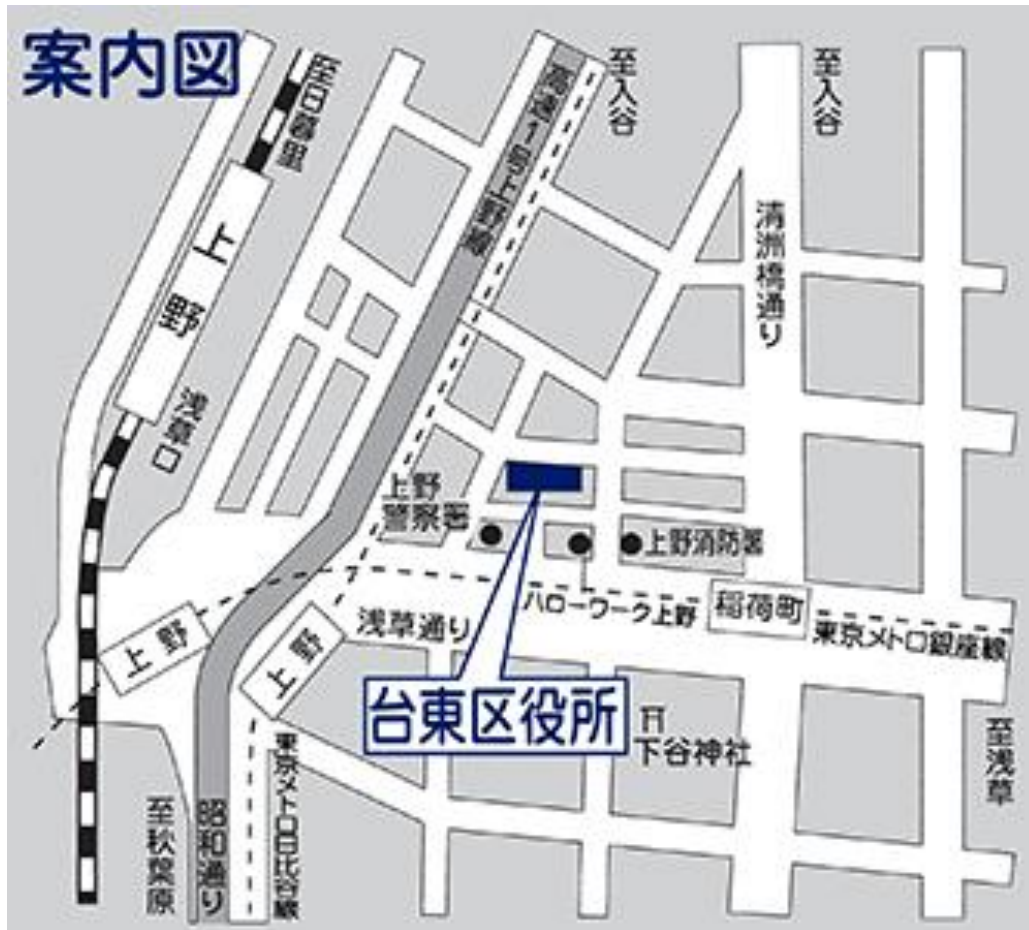 案内図
至日暮里
高速1号上野線
至入谷
至入谷
上野
清洲橋通り
浅草口
上野
警察署
上野消防署
ハローワーク上野
稲荷町
浅草通り
東京メトロ銀座線
上野
上野
台東区役所
下谷神社
至浅草
東京メトロ日比谷線
昭和通り
至秋葉原